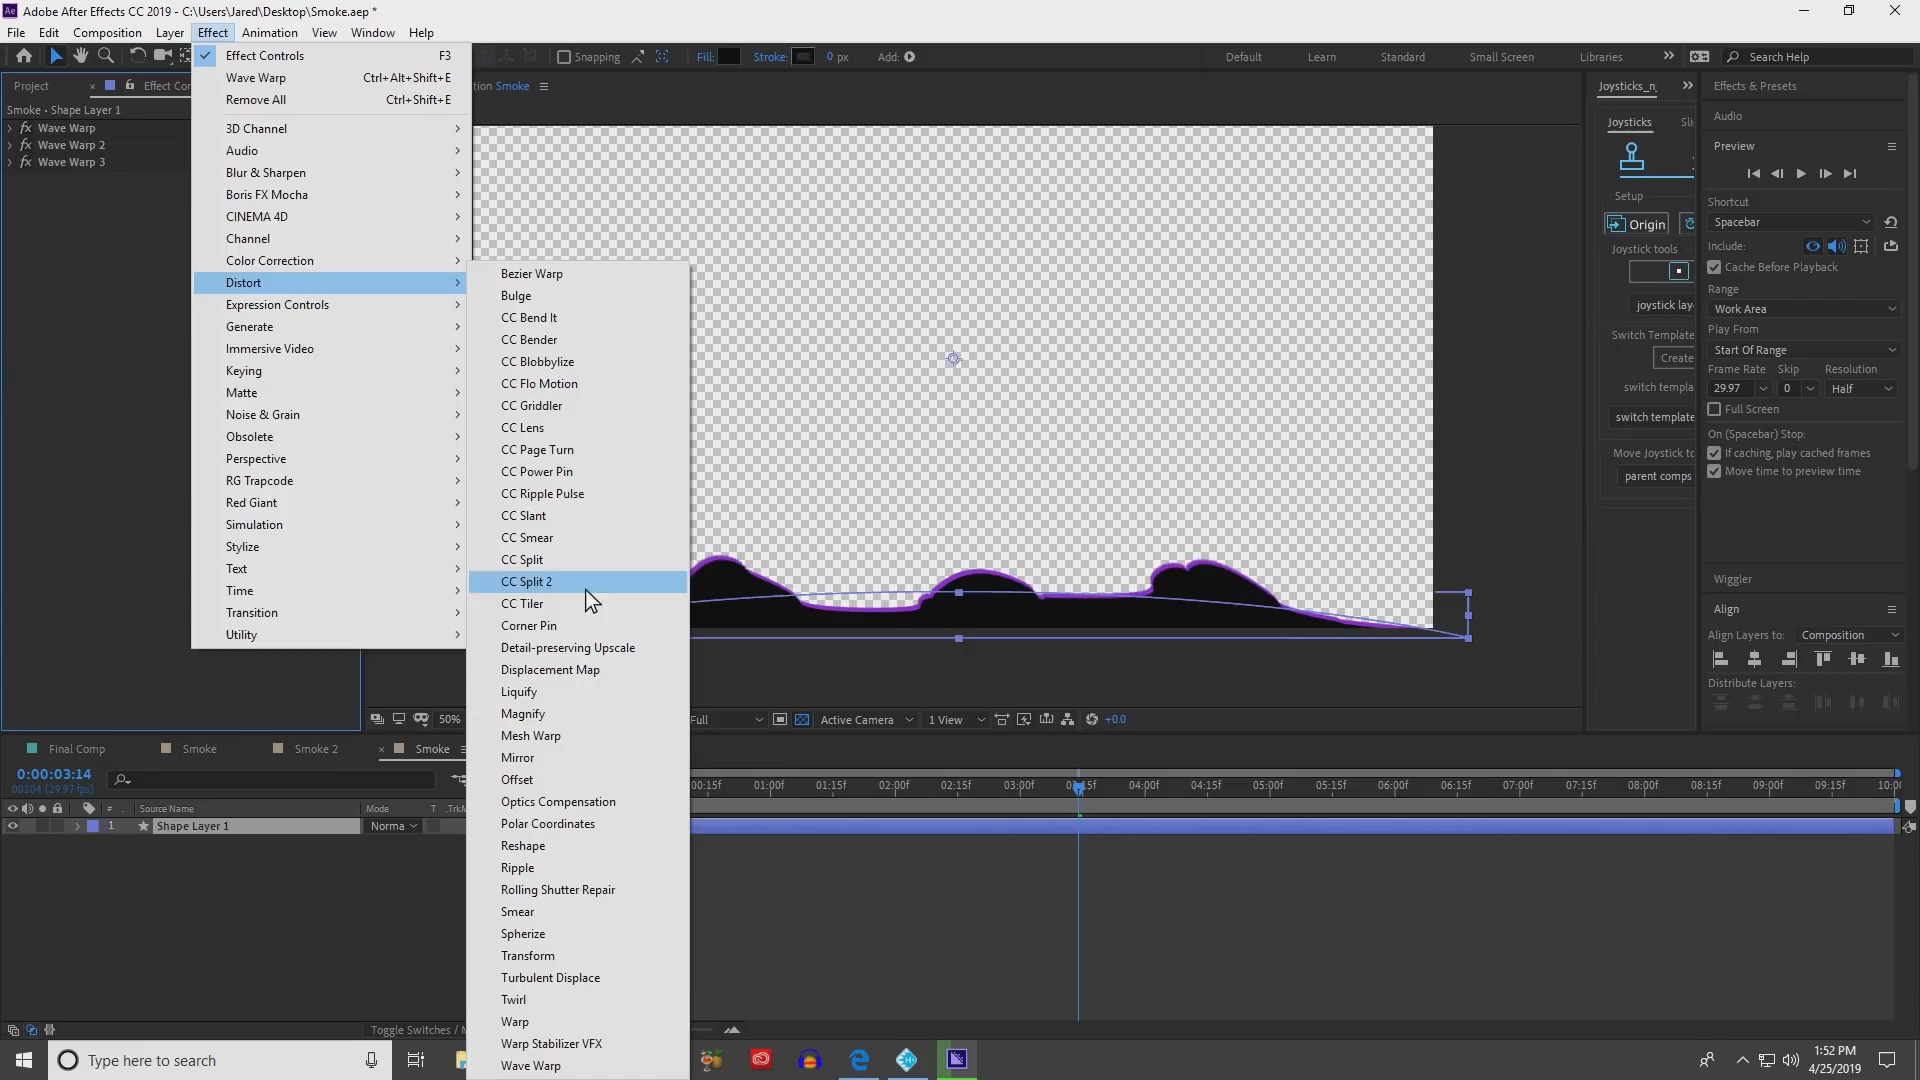 Adobe After Effects CC 2019 - C:\Users\Jared\Desktop\Smoke.aep *
File Edit Composition Layer Effect Animation View Window Help
Snapping Fill: Stroke: 0 px Add: Default Learn Standard Small Screen Libraries Search Help
Project Effect Con
tion Smoke
Smoke • Shape Layer 1
Wave Warp
Wave Warp 2
Wave Warp 3
Effect Controls F3
Wave Warp Ctrl+Alt+Shift+E
Remove All Ctrl+Shift+E
3D Channel
Audio
Blur & Sharpen
Boris FX Mocha
CINEMA 4D
Channel
Color Correction
Distort
Expression Controls
Generate
Immersive Video
Keying
Matte
Noise & Grain
Obsolete
Perspective
RG Trapcode
Red Giant
Simulation
Stylize
Text
Time
Transition
Utility
Bezier Warp
Bulge
CC Bend It
CC Bender
CC Blobbylize
CC Flo Motion
CC Griddler
CC Lens
CC Page Turn
CC Power Pin
CC Ripple Pulse
CC Slant
CC Smear
CC Split
CC Split 2
CC Tiler
Corner Pin
Detail-preserving Upscale
Displacement Map
Liquify
Magnify
Mesh Warp
Mirror
Offset
Optics Compensation
Polar Coordinates
Reshape
Ripple
Rolling Shutter Repair
Smear
Spherize
Transform
Turbulent Displace
Twirl
Warp
Warp Stabilizer VFX
Wave Warp
Joysticks_n
Joysticks Sli
Setup
Origin
Joystick tools
joystick lay
Switch Template
Create
switch templa
switch template
Move Joystick to
parent comps
Effects & Presets
Audio
Preview
Shortcut
Spacebar
Include:
Cache Before Playback
Range
Work Area
Play From
Start Of Range
Frame Rate Skip Resolution
29.97 0 Half
Full Screen
On (Spacebar) Stop:
If caching, play cached frames
Move time to preview time
Wiggler
Align
Align Layers to: Composition
Distribute Layers:
50% Full Active Camera 1 View +0.0
Final Comp Smoke Smoke 2 Smoke
0:00:03:14
00104 (29.97 fps)
00:15f 01:00f 01:15f 02:00f 02:15f 03:00f 03:15f 04:00f 04:15f 05:00f 05:15f 06:00f 06:15f 07:00f 07:15f 08:00f 08:15f 09:00f 09:15f 10:00
# Source Name Mode T .TrkM
1 Shape Layer 1 Norma
Toggle Switches / M
Type here to search
1:52 PM
4/25/2019